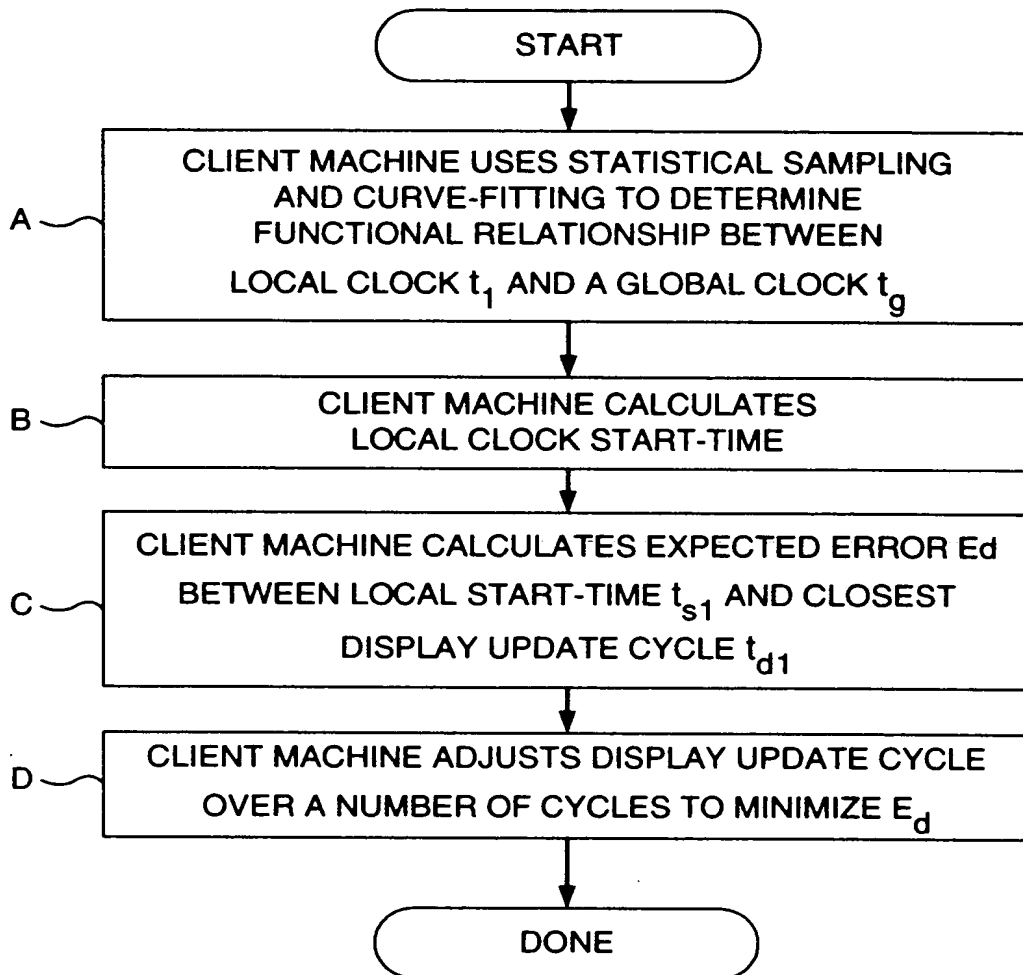 START
A
CLIENT MACHINE USES STATISTICAL SAMPLING
AND CURVE-FITTING TO DETERMINE
FUNCTIONAL RELATIONSHIP BETWEEN
LOCAL CLOCK t1 AND A GLOBAL CLOCK tg
B
CLIENT MACHINE CALCULATES
LOCAL CLOCK START-TIME
C
CLIENT MACHINE CALCULATES EXPECTED ERROR Ed
BETWEEN LOCAL START-TIME ts1 AND CLOSEST
DISPLAY UPDATE CYCLE td1
D
CLIENT MACHINE ADJUSTS DISPLAY UPDATE CYCLE
OVER A NUMBER OF CYCLES TO MINIMIZE Ed
DONE